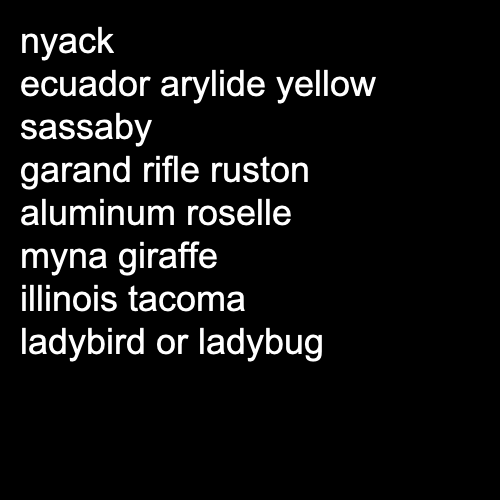 nyack
ecuador arylide yellow
sassaby
garand rifle ruston
aluminum roselle
myna giraffe
illinois tacoma
ladybird or ladybug